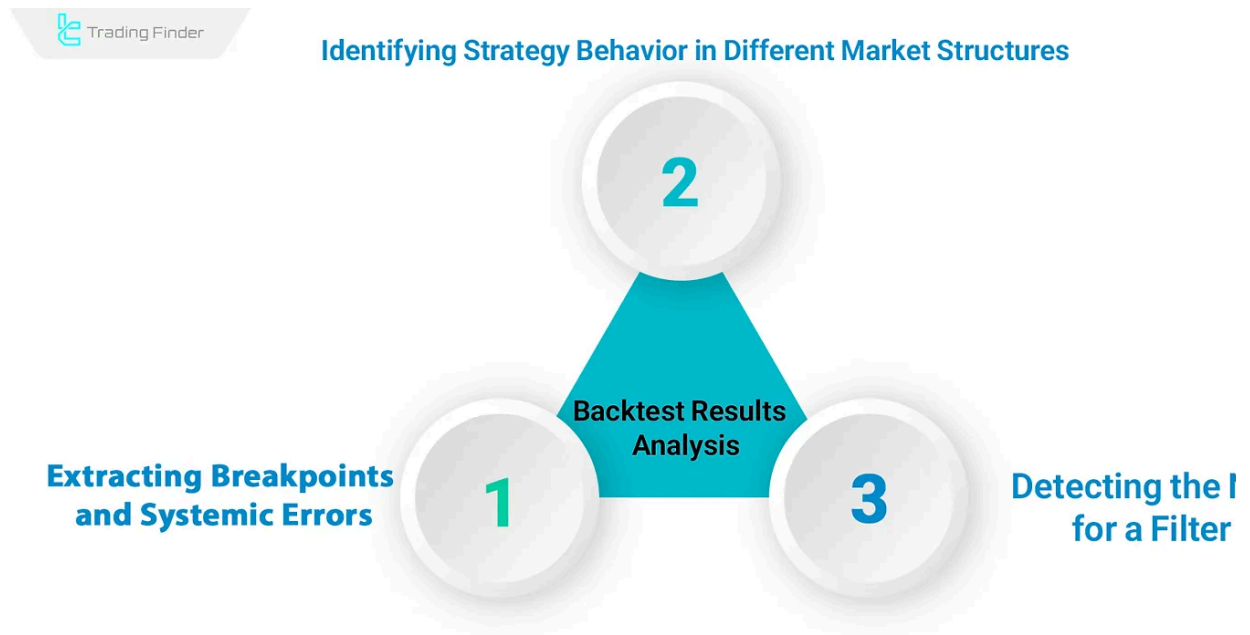 Trading Finder
Identifying Strategy Behavior in Different Market Structures
2
Backtest Results
Analysis
Extracting Breakpoints
and Systemic Errors
1
3
Detecting the
for a Filter